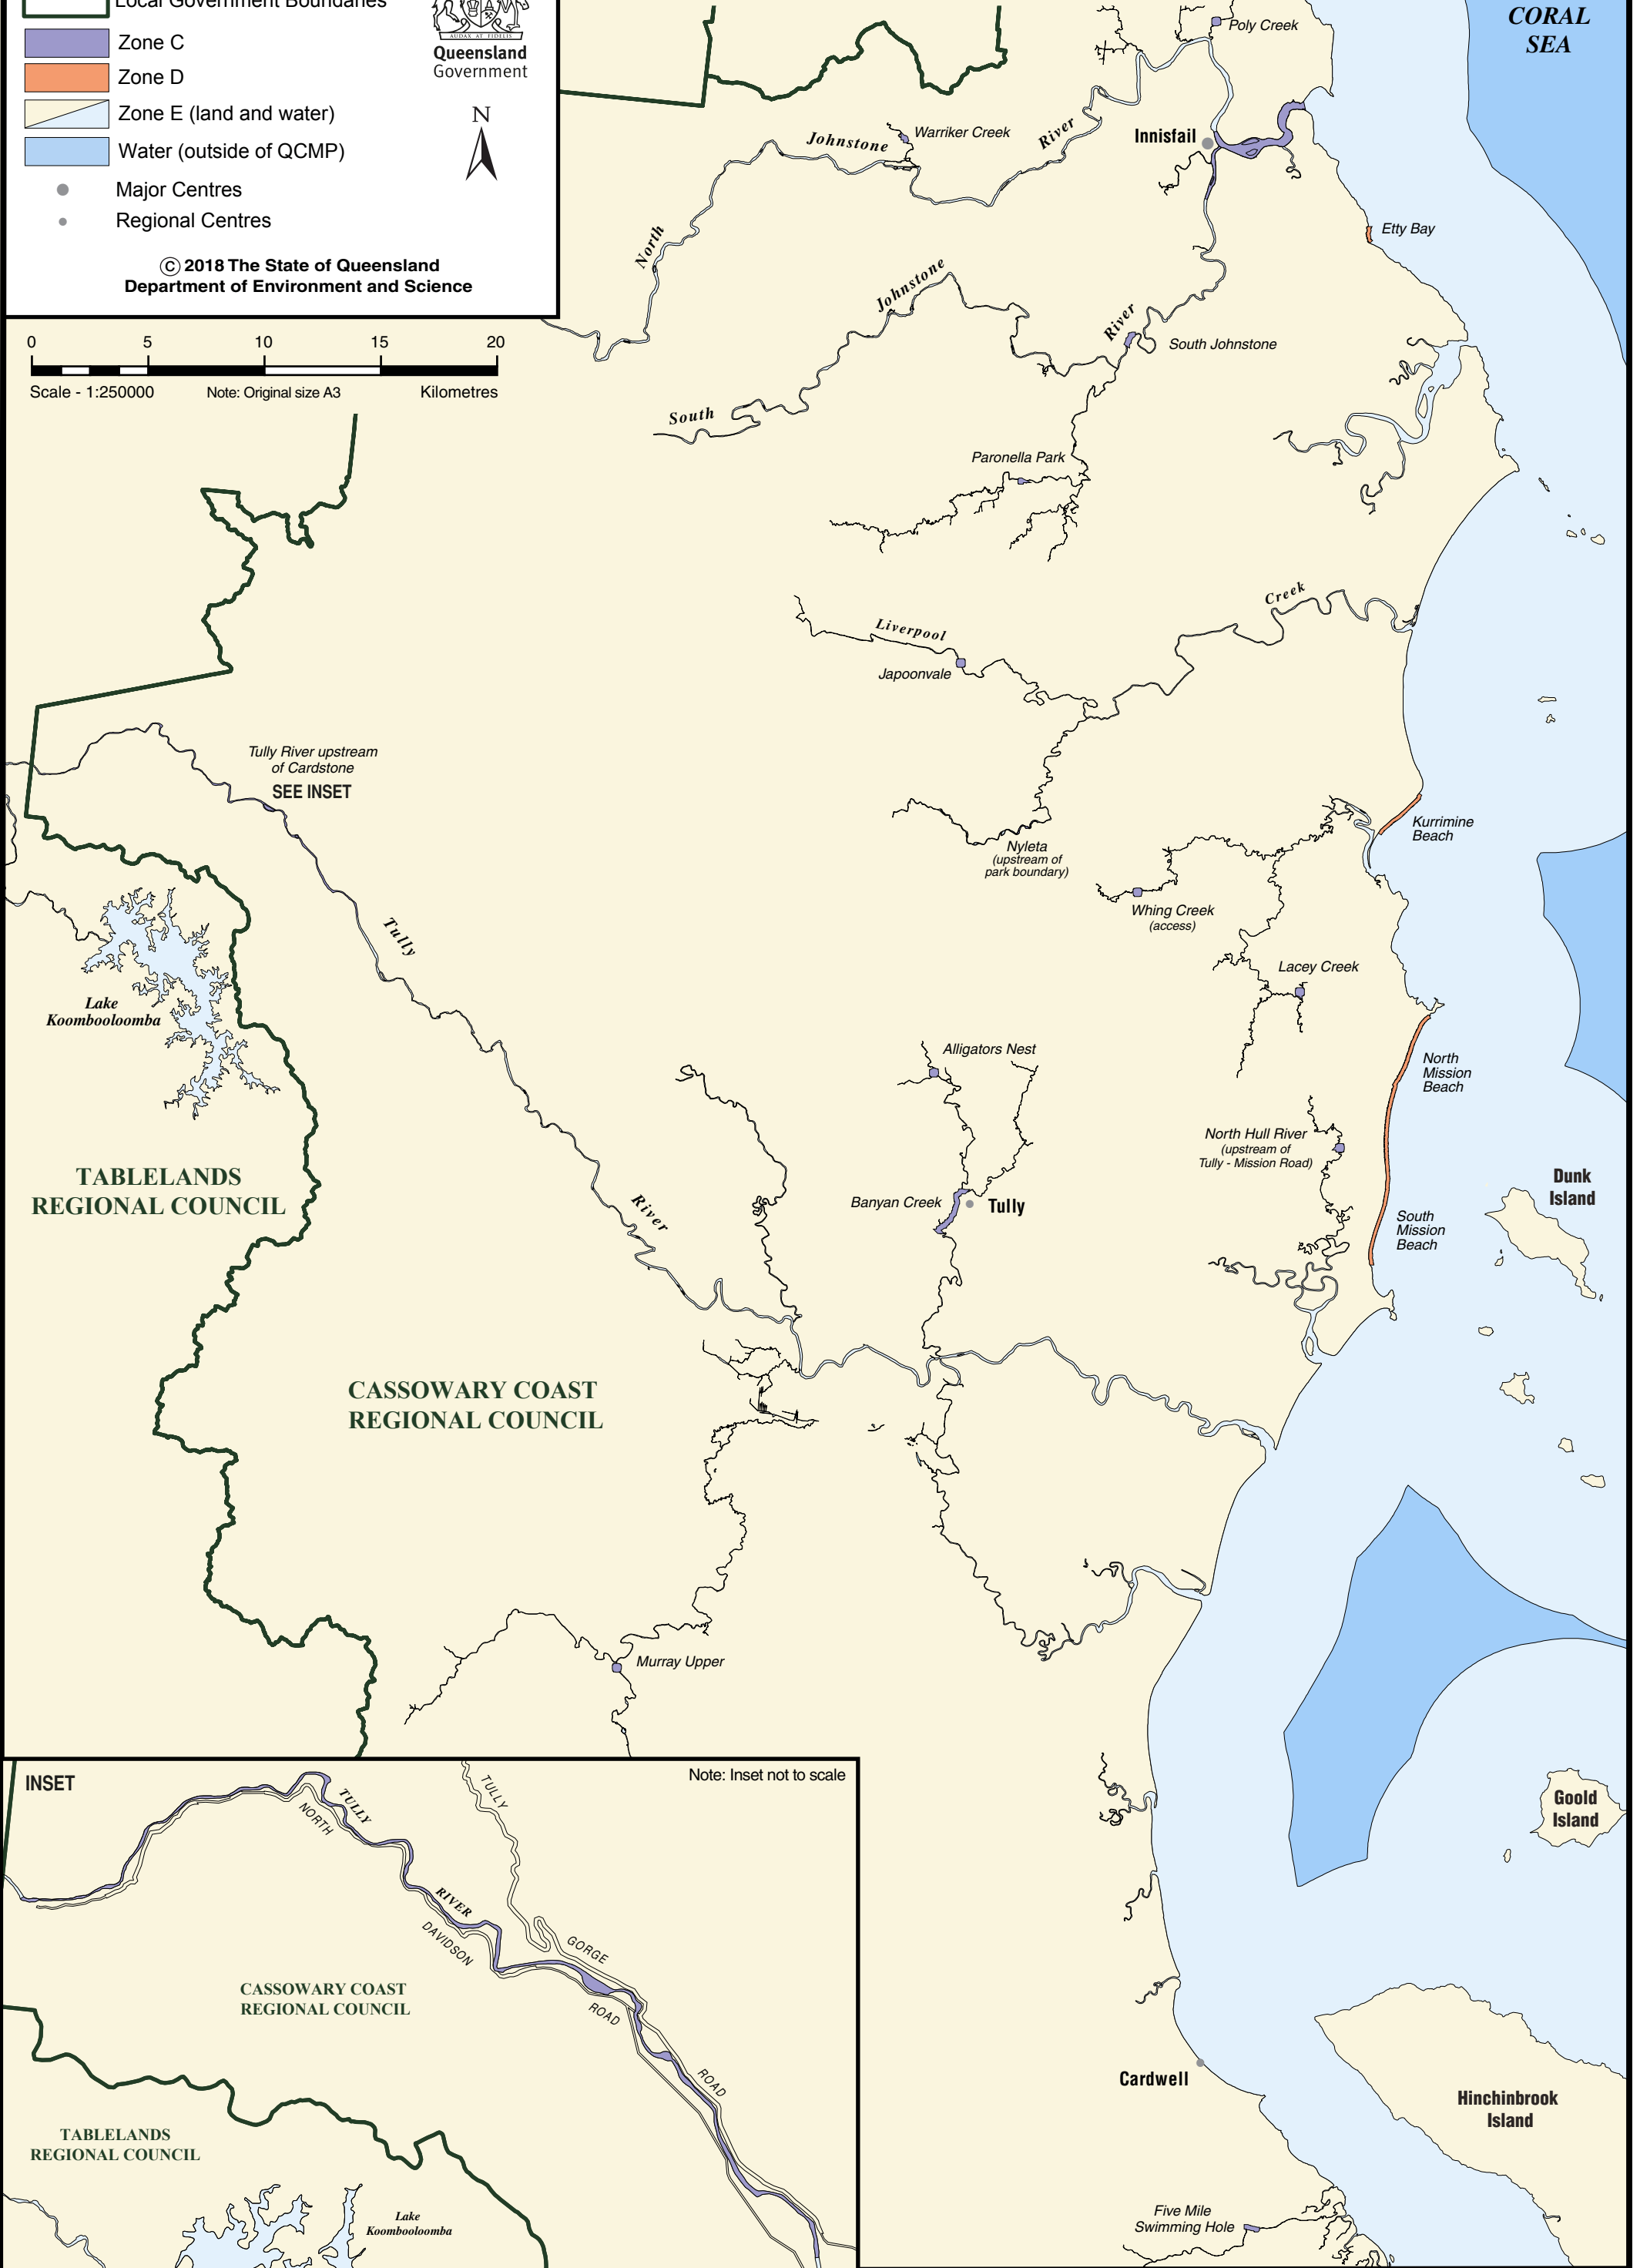 Local Government Boundaries
Zone C
Zone D
Zone E (land and water)
Water (outside of QCMP)
Major Centres
Regional Centres
AUDAX AT FIDELIS
Queensland
Government
N
© 2018 The State of Queensland
Department of Environment and Science
0 5 10 15 20
Scale - 1:250000 Note: Original size A3 Kilometres
CORAL
SEA
Poly Creek
Warriker Creek
Innisfail
North Johnstone River
Etty Bay
South Johnstone River
South Johnstone
Paronella Park
Liverpool Creek
Japoonvale
Tully River upstream
of Cardstone
SEE INSET
Kurrimine
Beach
Nyleta
(upstream of
park boundary)
Whing Creek
(access)
Lacey Creek
Tully River
Lake
Koombooloomba
Alligators Nest
North
Mission
Beach
North Hull River
(upstream of
Tully - Mission Road)
TABLELANDS
REGIONAL COUNCIL
Banyan Creek
Tully
South
Mission
Beach
Dunk
Island
CASSOWARY COAST
REGIONAL COUNCIL
Murray Upper
Goold
Island
Cardwell
Hinchinbrook
Island
Five Mile
Swimming Hole
INSET
Note: Inset not to scale
TULLY
RIVER
NORTH
DAVIDSON
ROAD
TULLY
GORGE
ROAD
CASSOWARY COAST
REGIONAL COUNCIL
TABLELANDS
REGIONAL COUNCIL
Lake
Koombooloomba